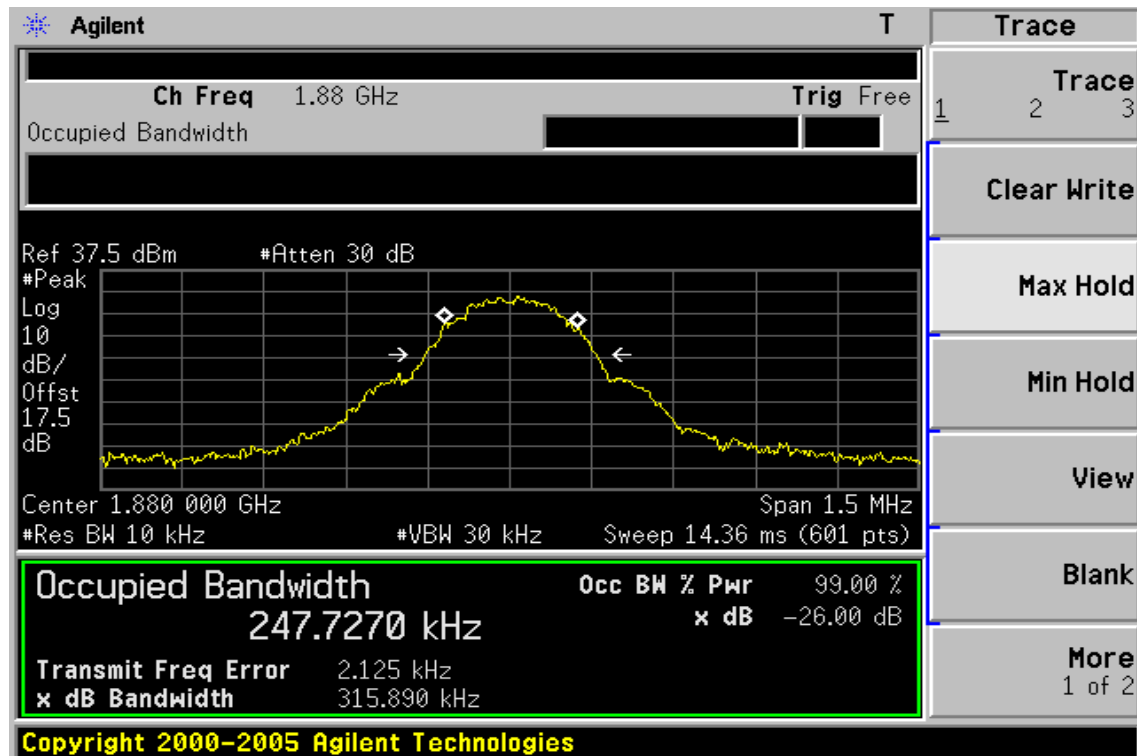 Agilent T Trace
Ch Freq 1.88 GHz Trig Free
Occupied Bandwidth
Trace
1 2 3
Clear Write
Max Hold
Min Hold
View
Blank
More
1 of 2
Ref 37.5 dBm #Atten 30 dB
#Peak
Log
10
dB/
Offst
17.5
dB
Center 1.880 000 GHz Span 1.5 MHz
#Res BW 10 kHz #VBW 30 kHz Sweep 14.36 ms (601 pts)
Occupied Bandwidth
247.7270 kHz
Occ BW % Pwr 99.00 %
x dB -26.00 dB
Transmit Freq Error 2.125 kHz
x dB Bandwidth 315.890 kHz
Copyright 2000-2005 Agilent Technologies